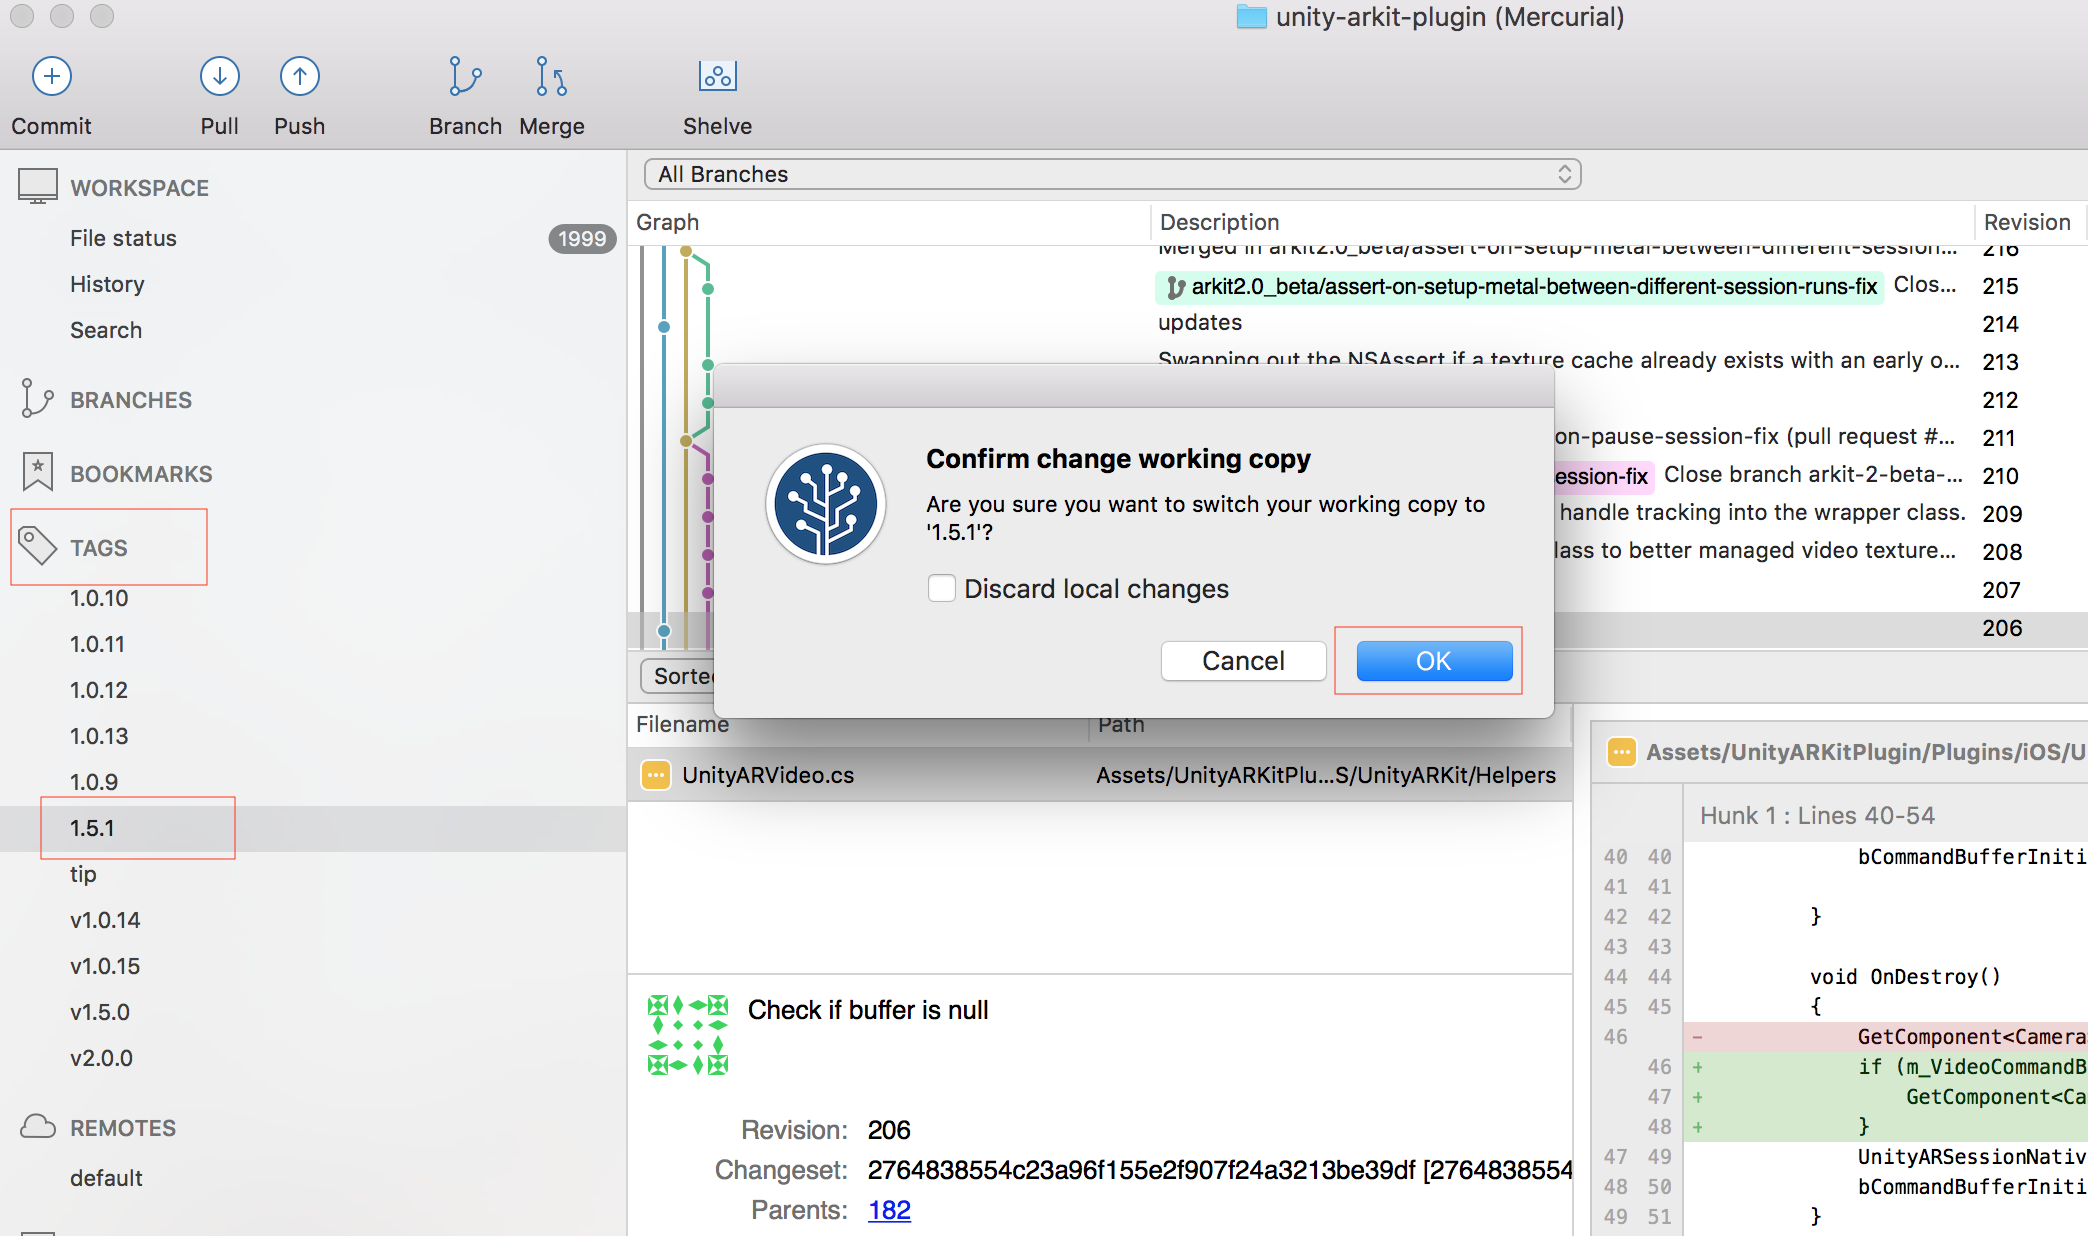 unity-arkit-plugin (Mercurial)
Commit
Pull
Push
Branch
Merge
Shelve
WORKSPACE
File status
1999
History
Search
BRANCHES
BOOKMARKS
TAGS
1.0.10
1.0.11
1.0.12
1.0.13
1.0.9
1.5.1
tip
v1.0.14
v1.0.15
v1.5.0
v2.0.0
REMOTES
default
All Branches
Graph
Description
Revision
Merged in arkit2.0_beta/assert-on-setup-metal-between-different-session... 216
arkit2.0_beta/assert-on-setup-metal-between-different-session-runs-fix Clos... 215
updates 214
Swapping out the NSAssert if a texture cache already exists with an early o... 213
212
on-pause-session-fix (pull request #... 211
ession-fix Close branch arkit-2-beta-... 210
handle tracking into the wrapper class. 209
lass to better managed video texture... 208
207
206
Confirm change working copy
Are you sure you want to switch your working copy to
'1.5.1'?
Discard local changes
Cancel
OK
Sorte
Filename
Path
UnityARVideo.cs
Assets/UnityARKitPlu...S/UnityARKit/Helpers
Check if buffer is null
Revision: 206
Changeset: 2764838554c23a96f155e2f907f24a3213be39df [2764838554
Parents: 182
Assets/UnityARKitPlugin/Plugins/iOS/U
Hunk 1 : Lines 40-54
40 40 bCommandBufferIniti
41 41
42 42 }
43 43
44 44 void OnDestroy()
45 45 {
46 - GetComponent<Camera
46 + if (m_VideoCommandB
47 + GetComponent<Ca
48 + }
47 49 UnityARSessionNativ
48 50 bCommandBufferIniti
49 51 }